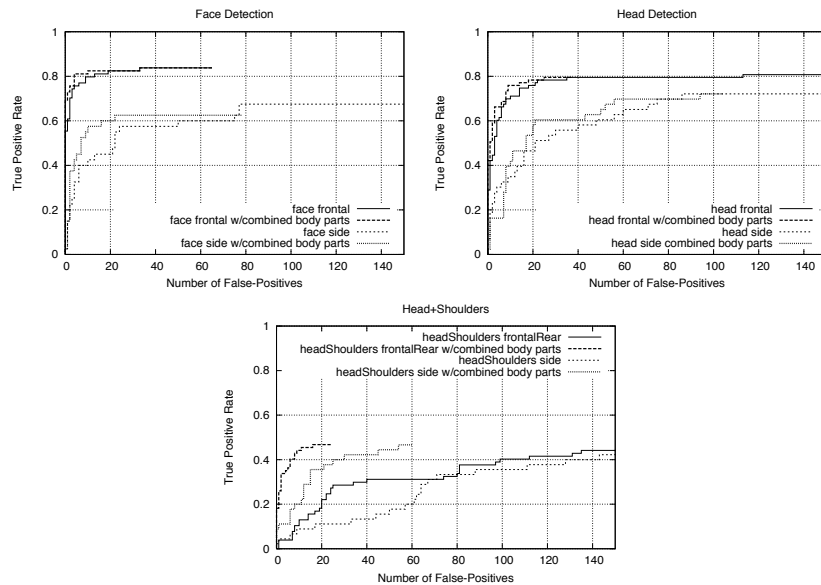 Face Detection
True Positive Rate
1
0.8
0.6
0.4
0.2
0
face frontal
face frontal w/combined body parts
face side
face side w/combined body parts
0 20 40 60 80 100 120 140
Number of False-Positives
Head Detection
True Positive Rate
1
0.8
0.6
0.4
0.2
0
head frontal
head frontal w/combined body parts
head side
head side combined body parts
0 20 40 60 80 100 120 140
Number of False-Positives
Head+Shoulders
True Positive Rate
1
0.8
0.6
0.4
0.2
0
headShoulders frontalRear
headShoulders frontalRear w/combined body parts
headShoulders side
headShoulders side w/combined body parts
0 20 40 60 80 100 120 140
Number of False-Positives